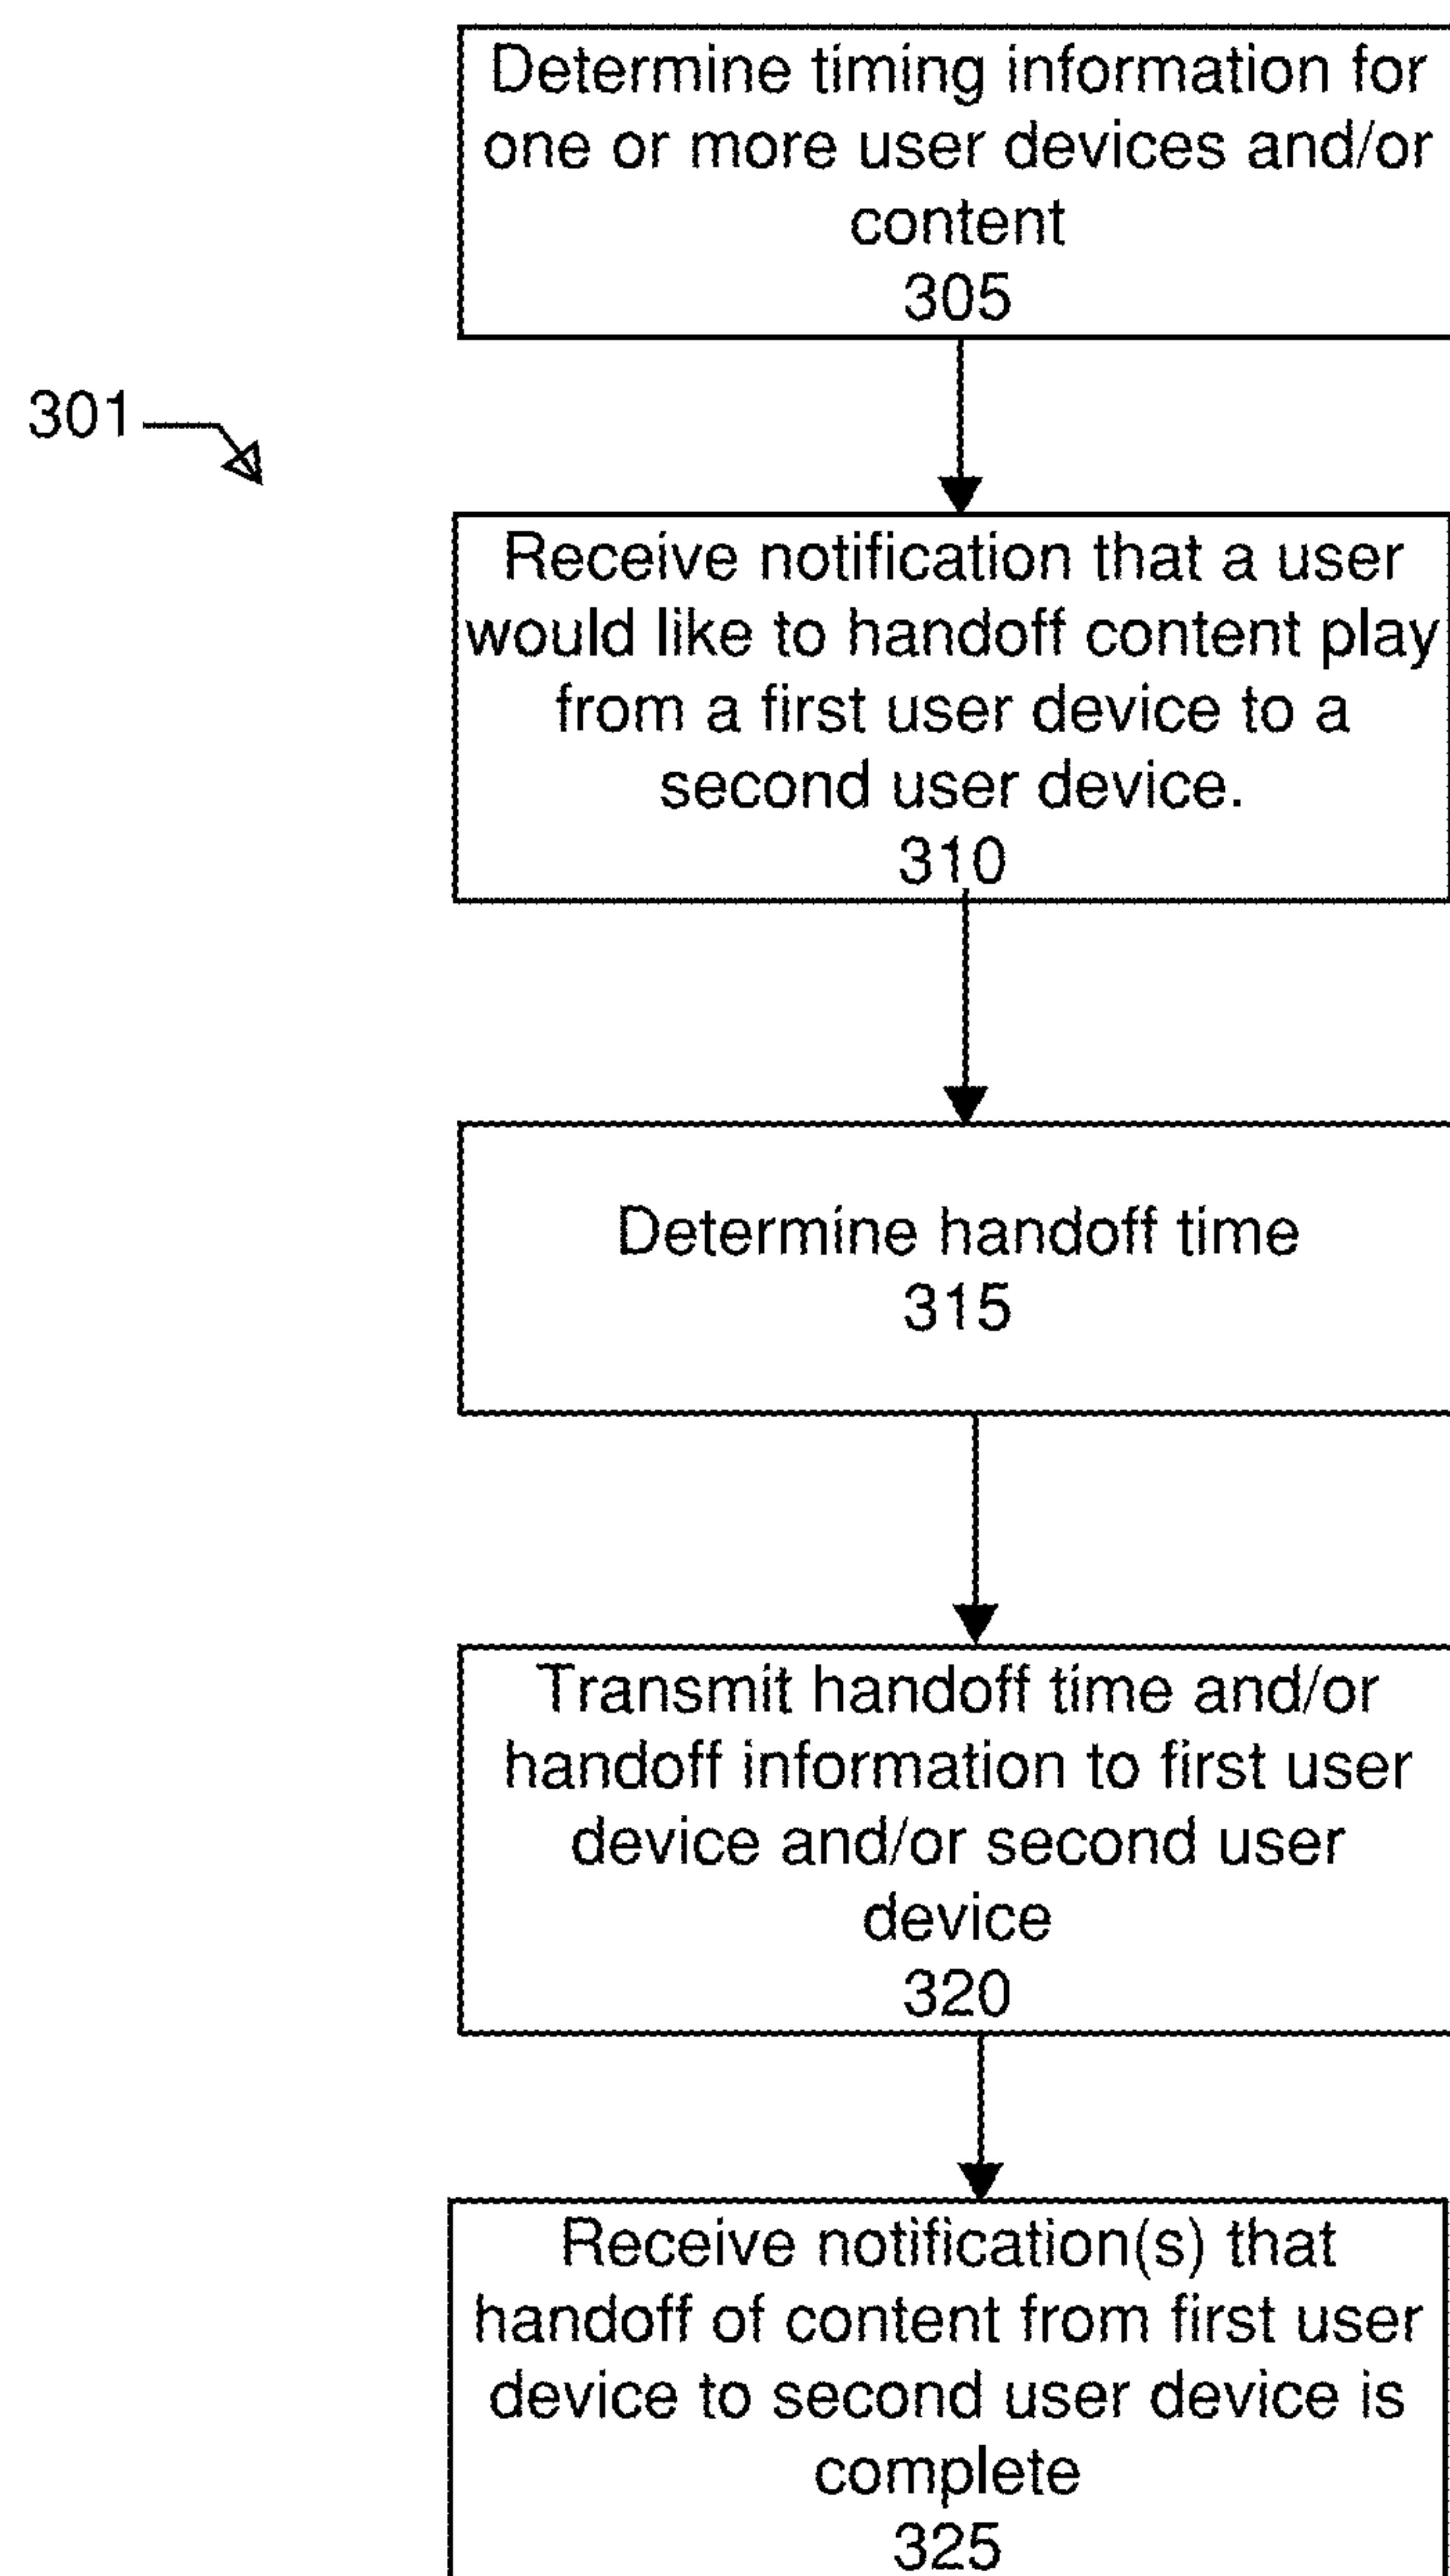 Determine timing information for
one or more user devices and/or
content
305
301
Receive notification that a user
would like to handoff content play
from a first user device to a
second user device.
310
Determine handoff time
315
Transmit handoff time and/or
handoff information to first user
device and/or second user
device
320
Receive notification(s) that
handoff of content from first user
device to second user device is
complete
325